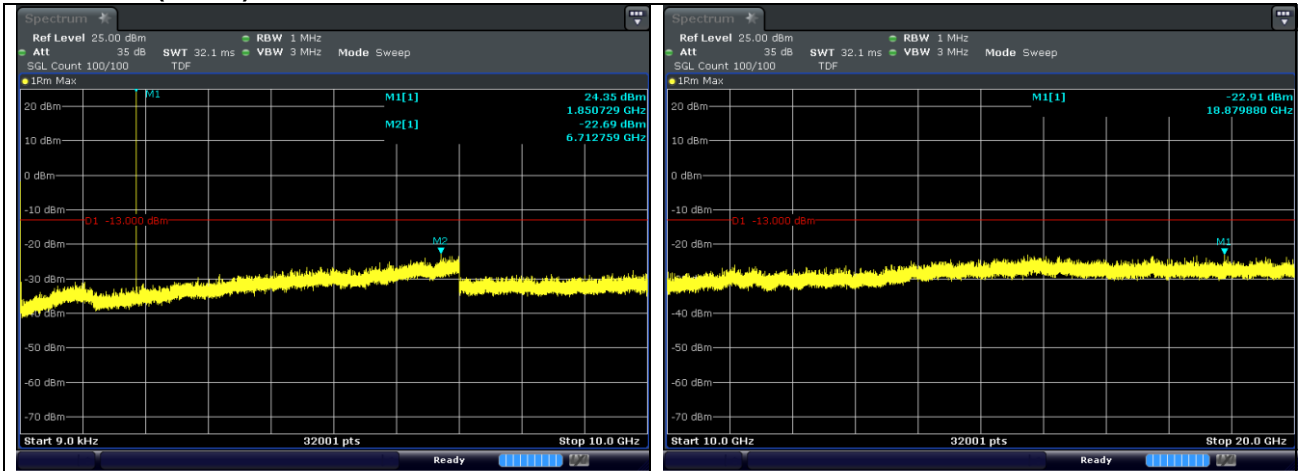 Spectrum
Ref Level 25.00 dBm RBW 1 MHz
Att 35 dB SWT 32.1 ms VBW 3 MHz Mode Sweep
SGL Count 100/100 TDF
1Rm Max
M1
M1[1] 24.35 dBm
1.850729 GHz
M2[1] -22.69 dBm
6.712759 GHz
20 dBm
10 dBm
0 dBm
-10 dBm
D1 -13.000 dBm
-20 dBm
M2
-30 dBm
-40 dBm
-50 dBm
-60 dBm
-70 dBm
Start 9.0 kHz 32001 pts Stop 10.0 GHz
Ready
Spectrum
Ref Level 25.00 dBm RBW 1 MHz
Att 35 dB SWT 32.1 ms VBW 3 MHz Mode Sweep
SGL Count 100/100 TDF
1Rm Max
M1[1] -22.91 dBm
18.879880 GHz
20 dBm
10 dBm
0 dBm
-10 dBm
D1 -13.000 dBm
-20 dBm
M1
-30 dBm
-40 dBm
-50 dBm
-60 dBm
-70 dBm
Start 10.0 GHz 32001 pts Stop 20.0 GHz
Ready